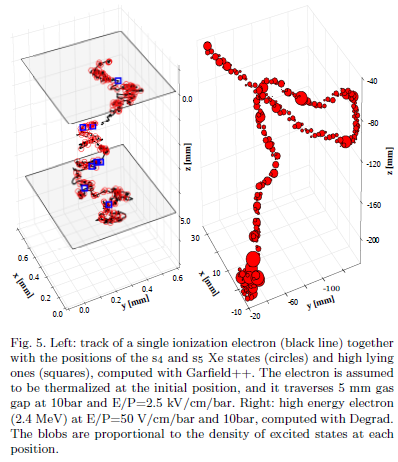 0.0
5.0
z [mm]
0.6
0.4
0.2
0.0
x [mm]
0.0
0.2
0.4
0.6
y [mm]
-40
-80
-120
-160
-200
z [mm]
30
10
-10
x [mm]
-20
-60
-100
y [mm]
Fig. 5. Left: track of a single ionization electron (black line) together
with the positions of the s4 and s5 Xe states (circles) and high lying
ones (squares), computed with Garfield++. The electron is assumed
to be thermalized at the initial position, and it traverses 5 mm gas
gap at 10bar and E/P=2.5 kV/cm/bar. Right: high energy electron
(2.4 MeV) at E/P=50 V/cm/bar and 10bar, computed with Degrad.
The blobs are proportional to the density of excited states at each
position.